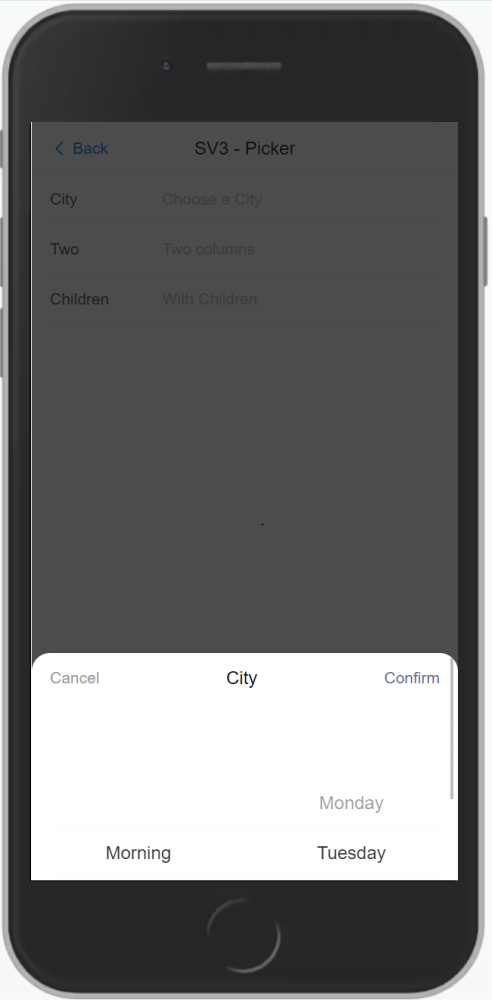 Back SV3 - Picker
City Choose a City
Two Two columns
Children With Children
Cancel City Confirm
Monday
Morning Tuesday